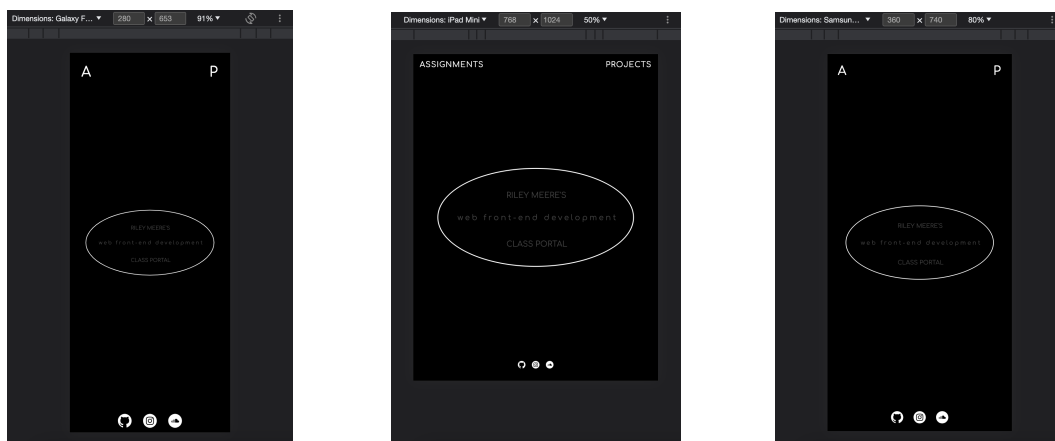 Dimensions: Galaxy F... ▼ 280 × 653 91% ▼
A P
RILEY MEERE'S
web front-end development
CLASS PORTAL
Dimensions: iPad Mini ▼ 768 × 1024 50% ▼
ASSIGNMENTS PROJECTS
RILEY MEERE'S
web front-end development
CLASS PORTAL
Dimensions: Samsun... ▼ 360 × 740 80% ▼
A P
RILEY MEERE'S
web front-end development
CLASS PORTAL